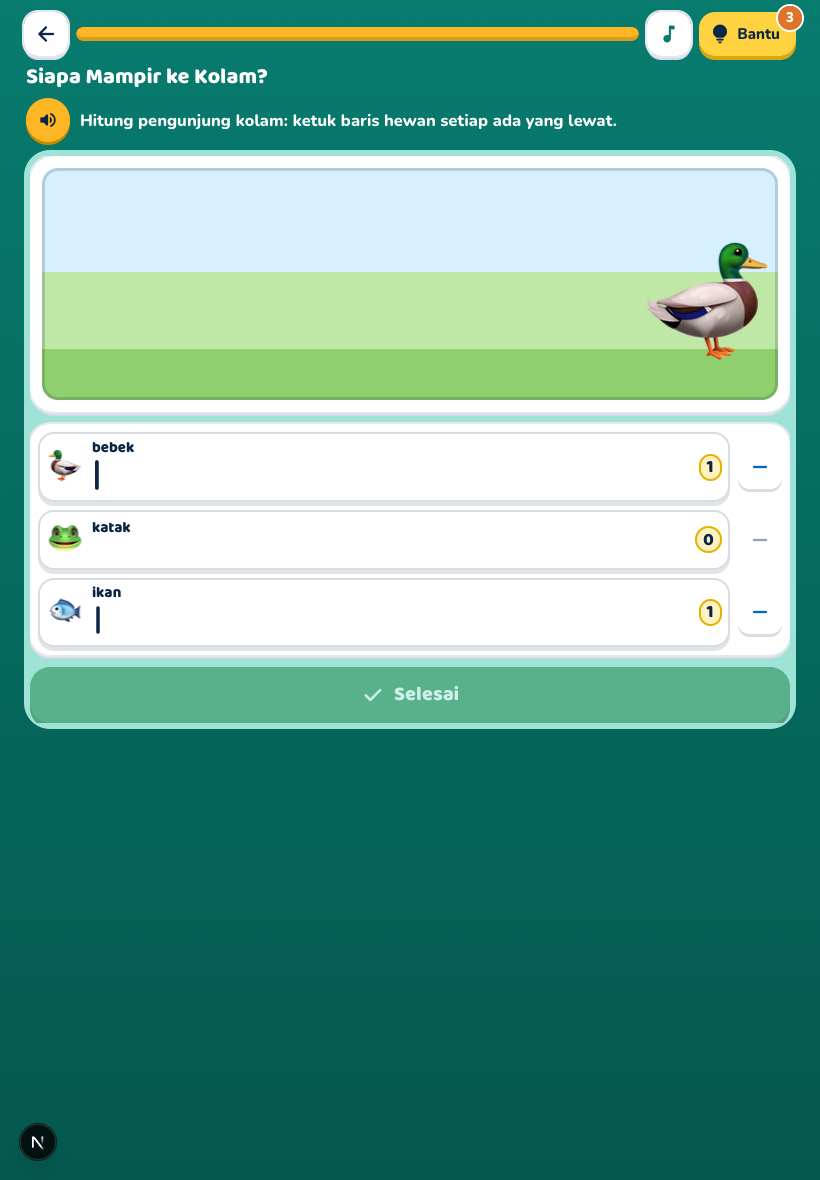 3
Bantu
Siapa Mampir ke Kolam?
Hitung pengunjung kolam: ketuk baris hewan setiap ada yang lewat.
bebek
1
katak
0
ikan
1
Selesai
N